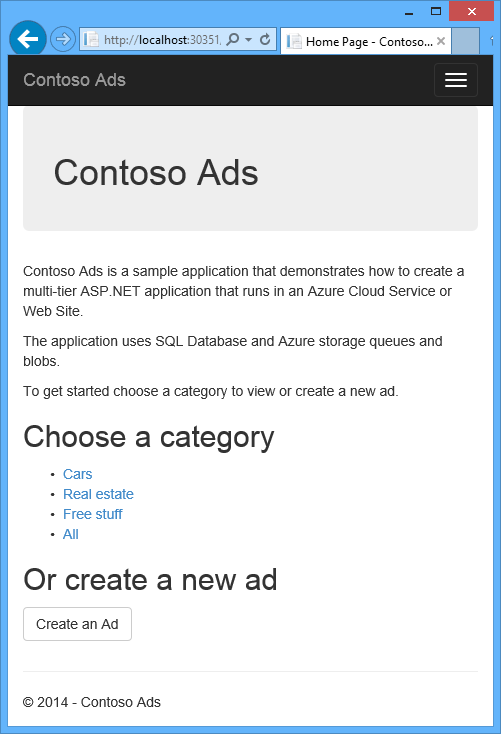 http://localhost:30351
Home Page - Contoso...
Contoso Ads
Contoso Ads
Contoso Ads is a sample application that demonstrates how to create a
multi-tier ASP.NET application that runs in an Azure Cloud Service or
Web Site.
The application uses SQL Database and Azure storage queues and
blobs.
To get started choose a category to view or create a new ad.
Choose a category
• Cars
• Real estate
• Free stuff
• All
Or create a new ad
Create an Ad
© 2014 - Contoso Ads